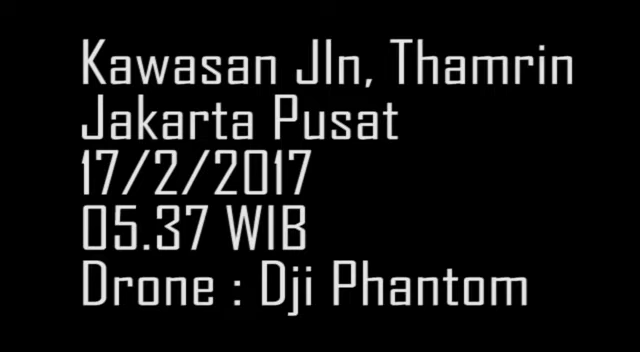 Kawasan Jln, Thamrin
Jakarta Pusat
17/2/2017
05.37 WIB
Drone : Dji Phantom